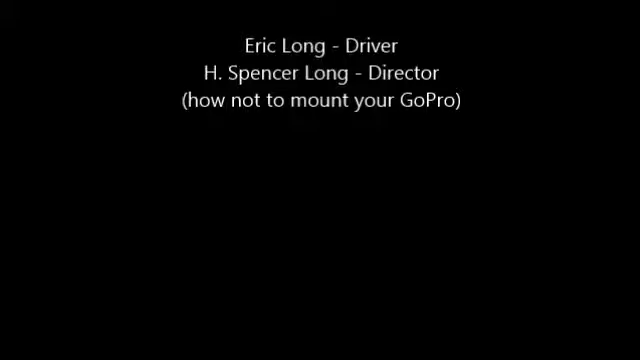 Eric Long - Driver
H. Spencer Long - Director
(how not to mount your GoPro)